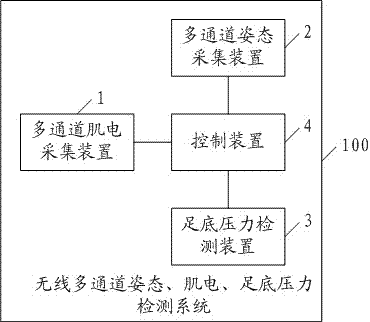 多通道姿态
采集装置
2
1
多通道肌电
采集装置
控制装置
4
100
足底压力检
测装置
3
无线多通道姿态、肌电、足底压力
检测系统